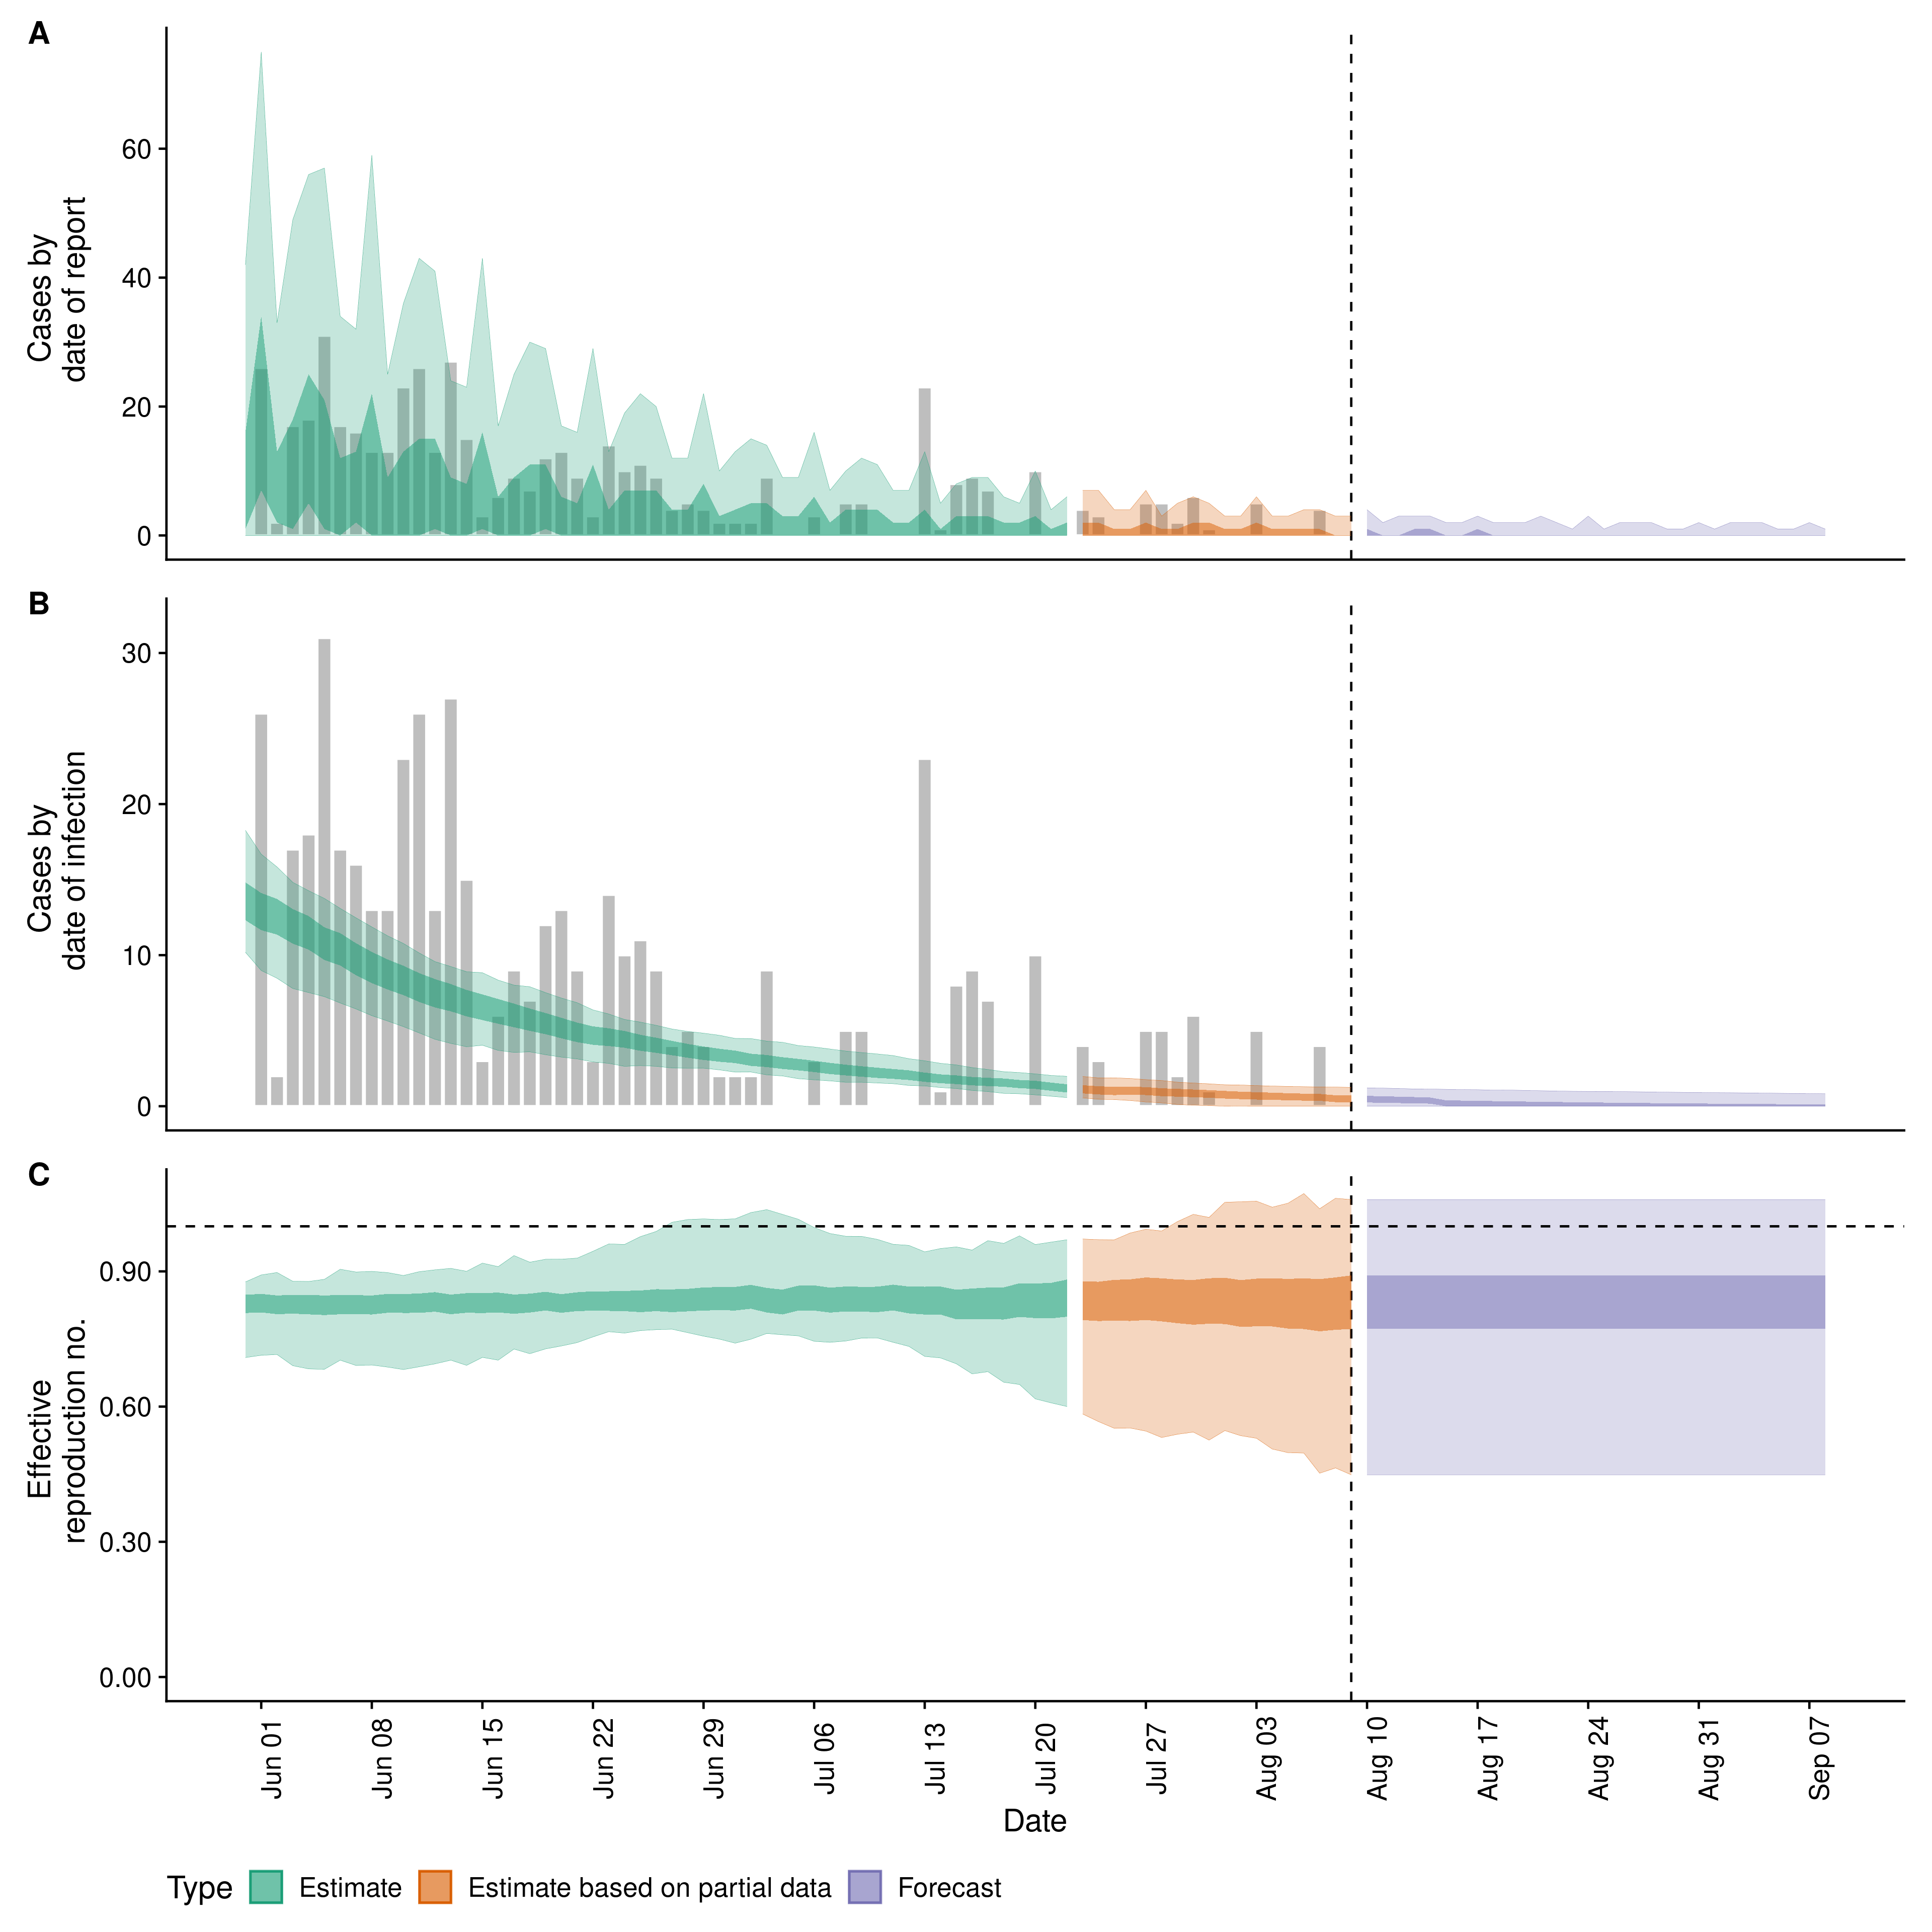 A
Cases by
date of report
60
40
20
0
B
Cases by
date of infection
30
20
10
0
C
Effective
reproduction no.
0.90
0.60
0.30
0.00
Jun 01
Jun 08
Jun 15
Jun 22
Jun 29
Jul 06
Jul 13
Jul 20
Jul 27
Aug 03
Aug 10
Aug 17
Aug 24
Aug 31
Sep 07
Date
Type Estimate Estimate based on partial data Forecast